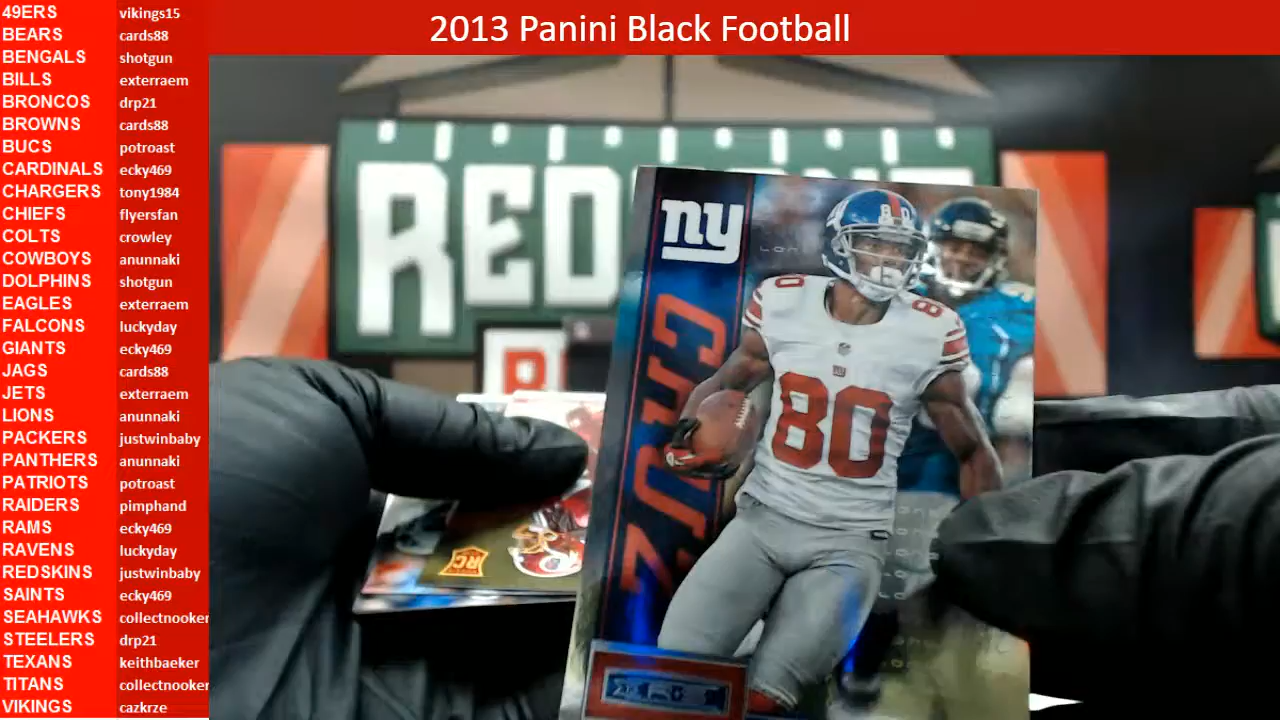 2013 Panini Black Football
49ERS vikings15
BEARS cards88
BENGALS shotgun
BILLS exterraem
BRONCOS drp21
BROWNS cards88
BUCS potroast
CARDINALS ecky469
CHARGERS tony1984
CHIEFS flyersfan
COLTS crowley
COWBOYS anunnaki
DOLPHINS shotgun
EAGLES exterraem
FALCONS luckyday
GIANTS ecky469
JAGS cards88
JETS exterraem
LIONS anunnaki
PACKERS justwinbaby
PANTHERS anunnaki
PATRIOTS potroast
RAIDERS pimphand
RAMS ecky469
RAVENS luckyday
REDSKINS justwinbaby
SAINTS ecky469
SEAHAWKS collectnooker
STEELERS drp21
TEXANS keithbaeker
TITANS collectnooker
VIKINGS cazkrze
RED
ny
CRUZ
80
80
80
RC